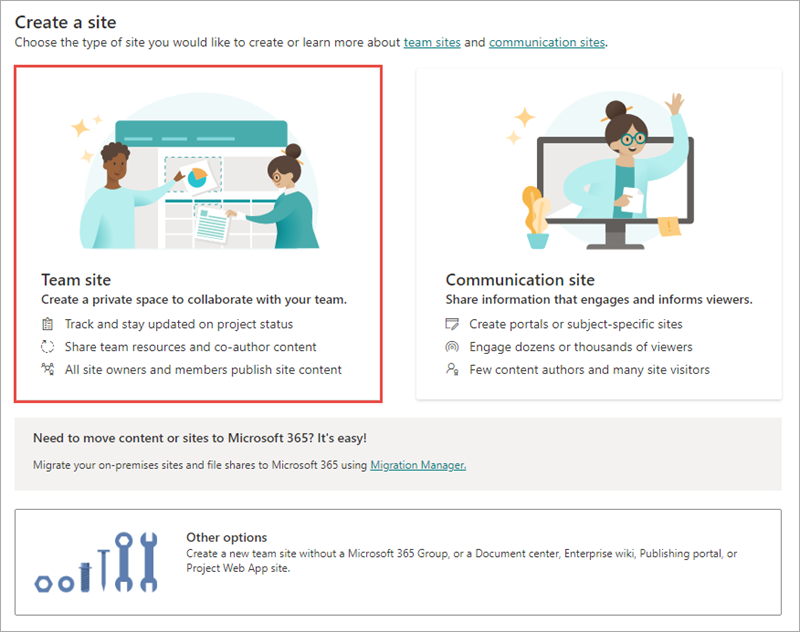 Create a site
Choose the type of site you would like to create or learn more about team sites and communication sites.
Team site
Create a private space to collaborate with your team.
Track and stay updated on project status
Share team resources and co-author content
All site owners and members publish site content
Communication site
Share information that engages and informs viewers.
Create portals or subject-specific sites
Engage dozens or thousands of viewers
Few content authors and many site visitors
Need to move content or sites to Microsoft 365? It's easy!
Migrate your on-premises sites and file shares to Microsoft 365 using Migration Manager.
Other options
Create a new team site without a Microsoft 365 Group, or a Document center, Enterprise wiki, Publishing portal, or
Project Web App site.